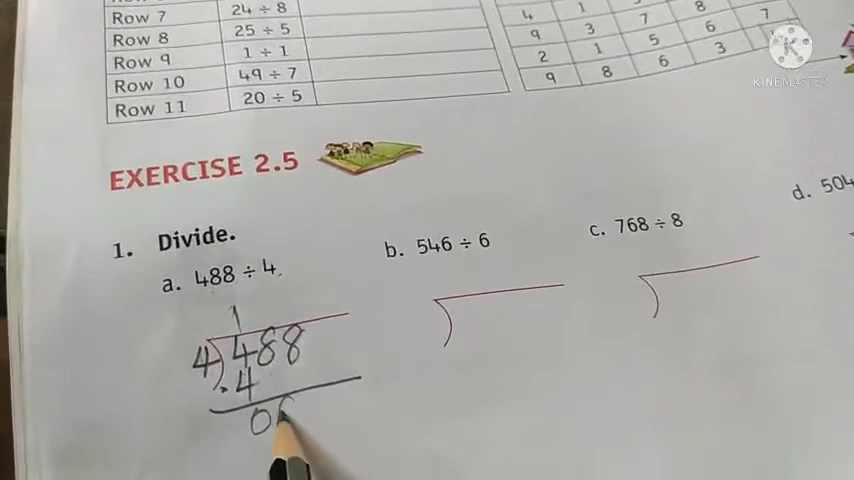 Row 7 24 ÷ 8
Row 8 25 ÷ 5
Row 9 1 ÷ 1
Row 10 49 ÷ 7
Row 11 20 ÷ 5
4 1 8
9 3 7 6 7
2 1 5 3
9 8 6
KINEMASTER
EXERCISE 2.5
1. Divide.
a. 488 ÷ 4
b. 546 ÷ 6
c. 768 ÷ 8
d. 504
1
4 ) 488
4
0